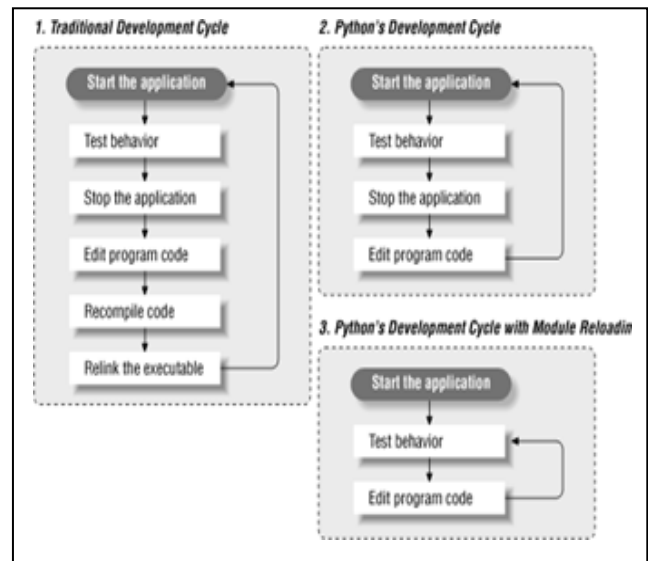 1. Traditional Development Cycle
Start the application
Test behavior
Stop the application
Edit program code
Recompile code
Relink the executable
2. Python's Development Cycle
Start the application
Test behavior
Stop the application
Edit program code
3. Python's Development Cycle with Module Reloadin
Start the application
Test behavior
Edit program code